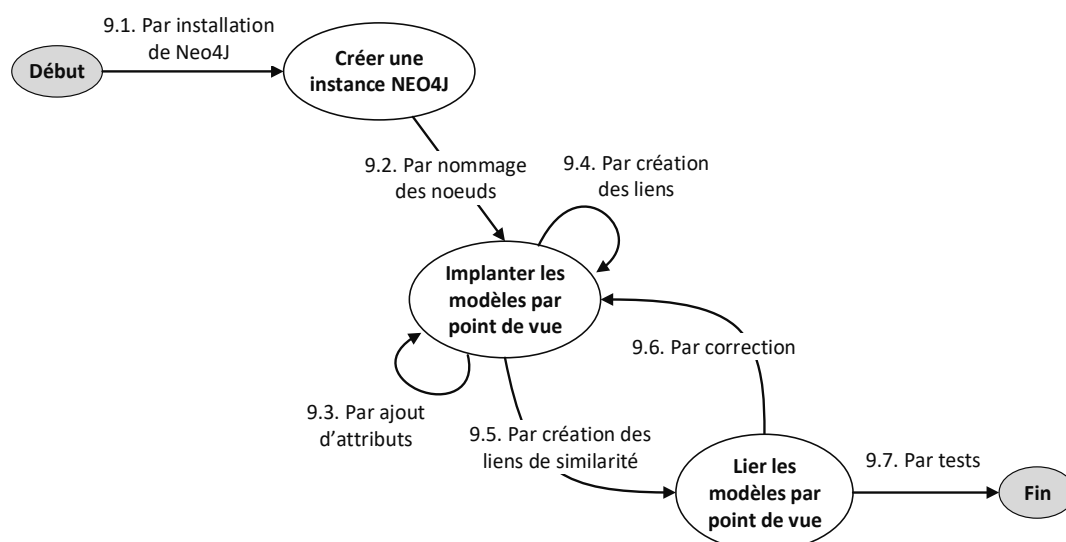 9.1. Par installation
de Neo4J
Début
Créer une
instance NEO4J
9.2. Par nommage
des noeuds
9.4. Par création
des liens
Implanter les
modèles par
point de vue
9.6. Par correction
9.3. Par ajout
d’attributs
9.5. Par création des
liens de similarité
Lier les
modèles par
point de vue
9.7. Par tests
Fin